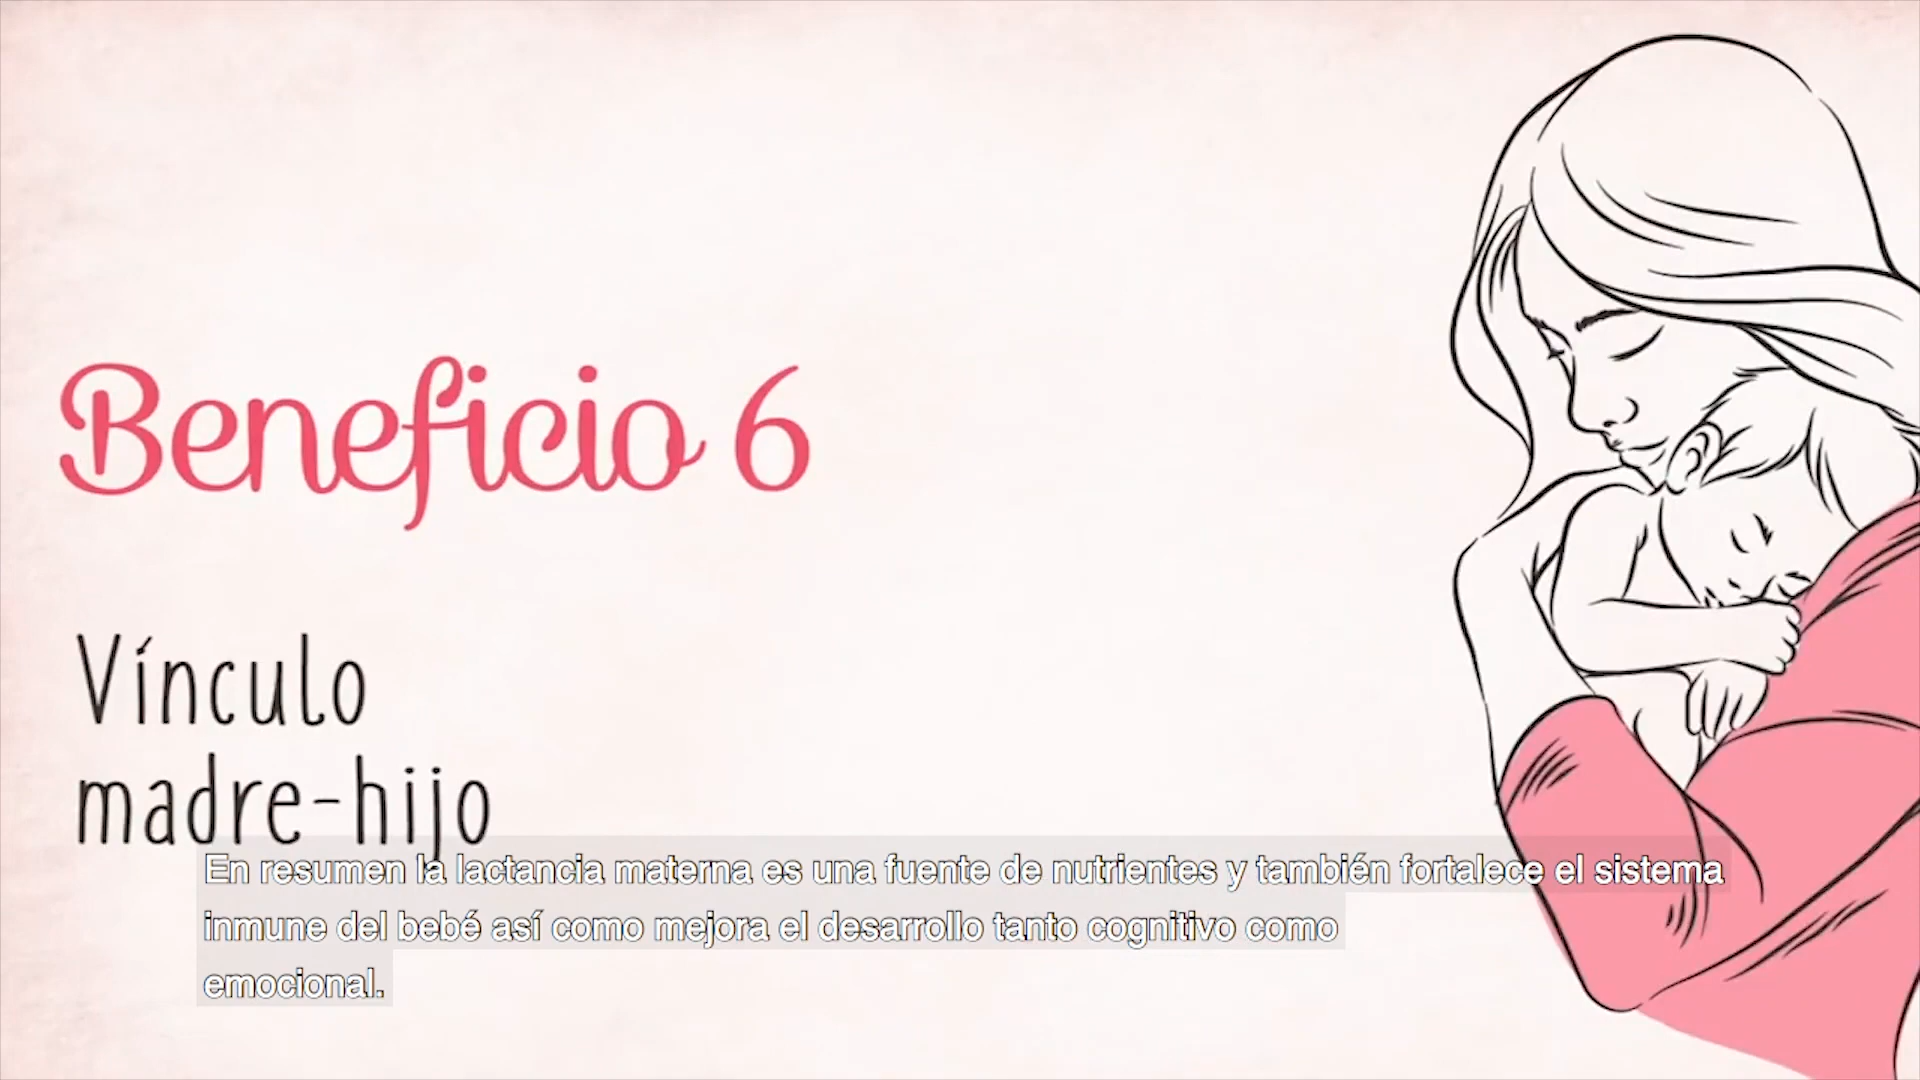 Beneficio 6
Vínculo
madre-hijo
En resumen la lactancia materna es una fuente de nutrientes y también fortalece el sistema
inmune del bebé así como mejora el desarrollo tanto cognitivo como
emocional.